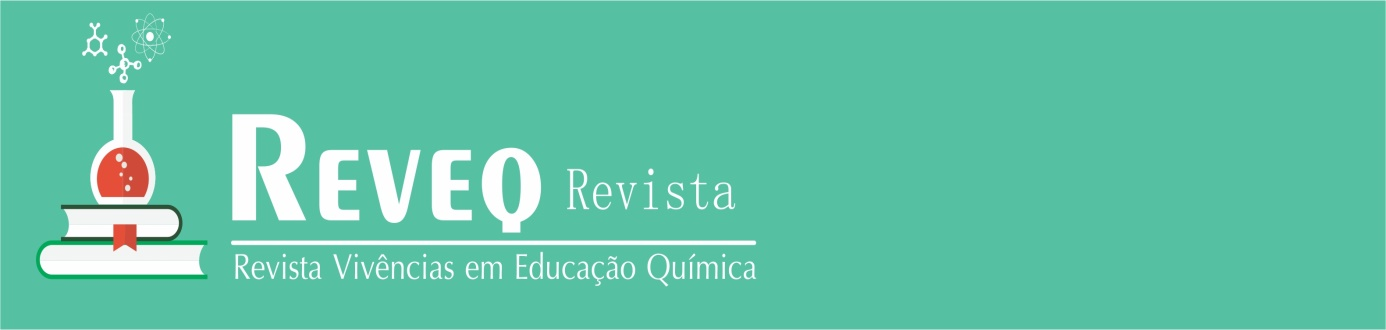 REVEQ Revista
Revista Vivências em Educação Química